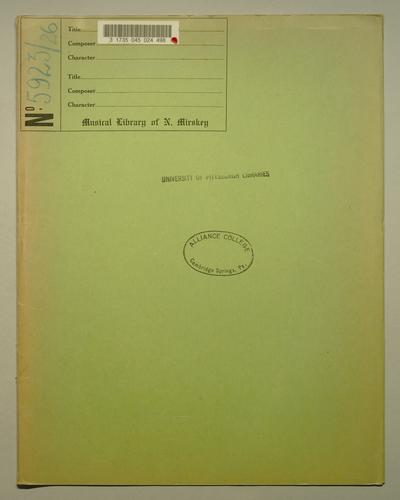 Title
3 1735 045 024 498
Composer
Character
Title
Composer
Character
No. 5923/26
Musical Library of N. Mirskey
UNIVERSITY OF PITTSBURGH LIBRARIES
ALLIANCE COLLEGE
Cambridge Springs, Pa.